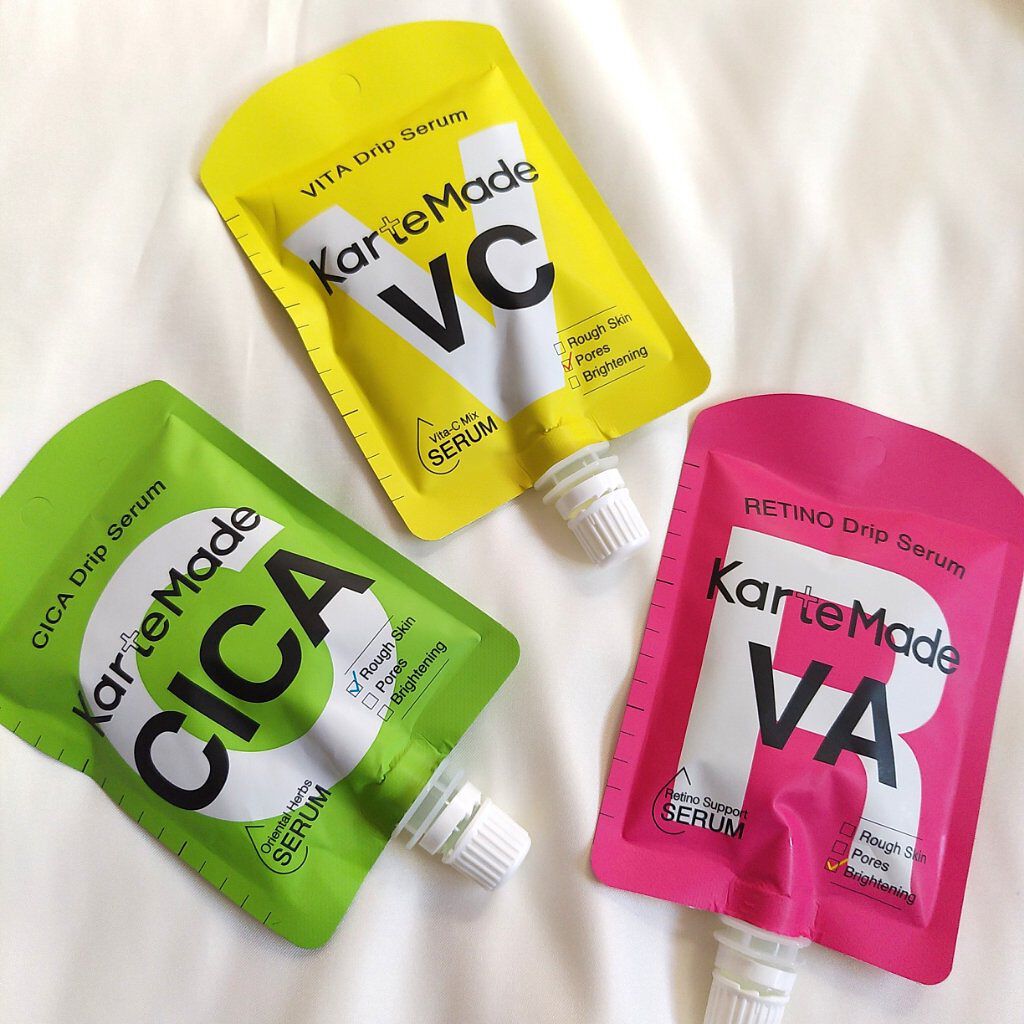 VITA Drip Serum
KarteMade
VC
Rough Skin
Pores
Brightening
Vita-C Mix
SERUM
CICA Drip Serum
KarteMade
CICA
Rough Skin
Pores
Brightening
Oriental Herbs
SERUM
RETINO Drip Serum
KarteMade
VA
Retino Support
SERUM
Rough Skin
Pores
Brightening